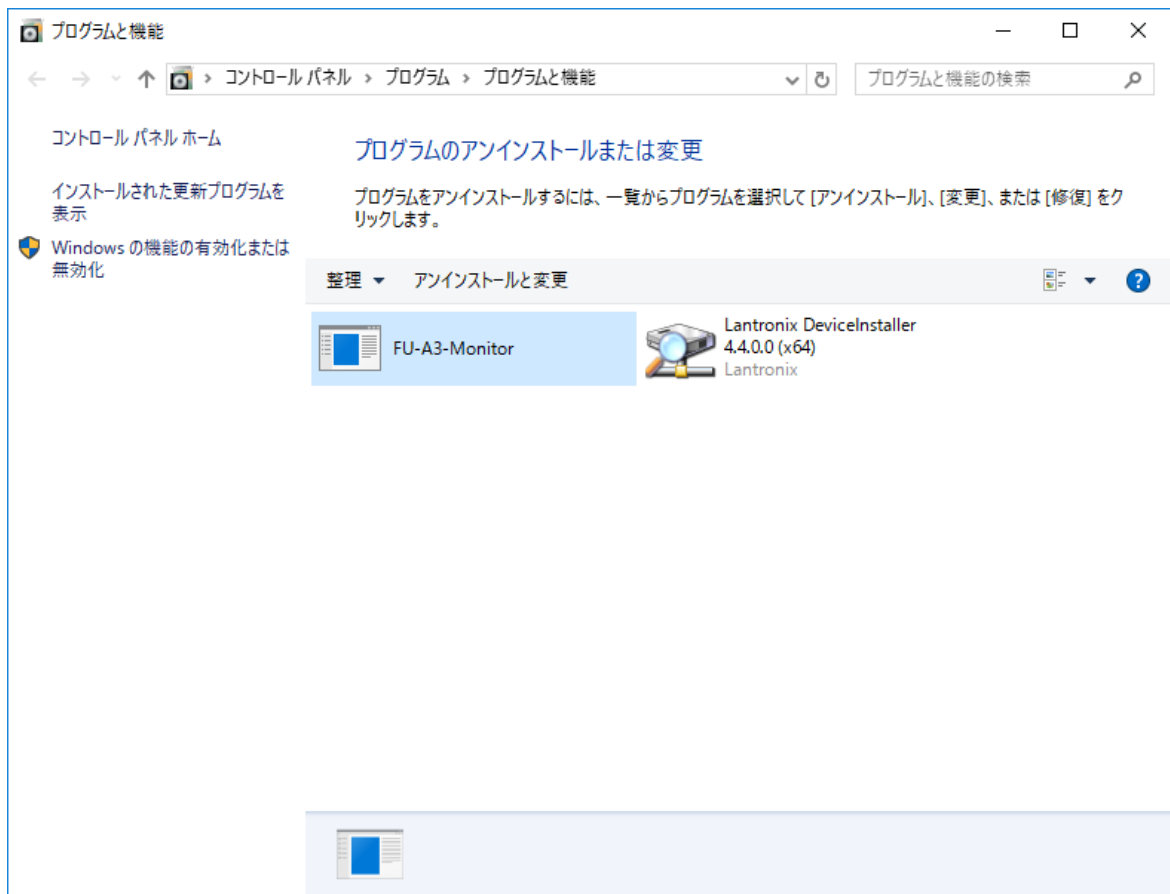 プログラムと機能
コントロール パネル › プログラム › プログラムと機能
プログラムと機能の検索
コントロール パネル ホーム
インストールされた更新プログラムを
表示
Windows の機能の有効化または
無効化
プログラムのアンインストールまたは変更
プログラムをアンインストールするには、一覧からプログラムを選択して [アンインストール]、[変更]、または [修復] をク
リックします。
整理 アンインストールと変更
?
FU-A3-Monitor
Lantronix DeviceInstaller
4.4.0.0 (x64)
Lantronix